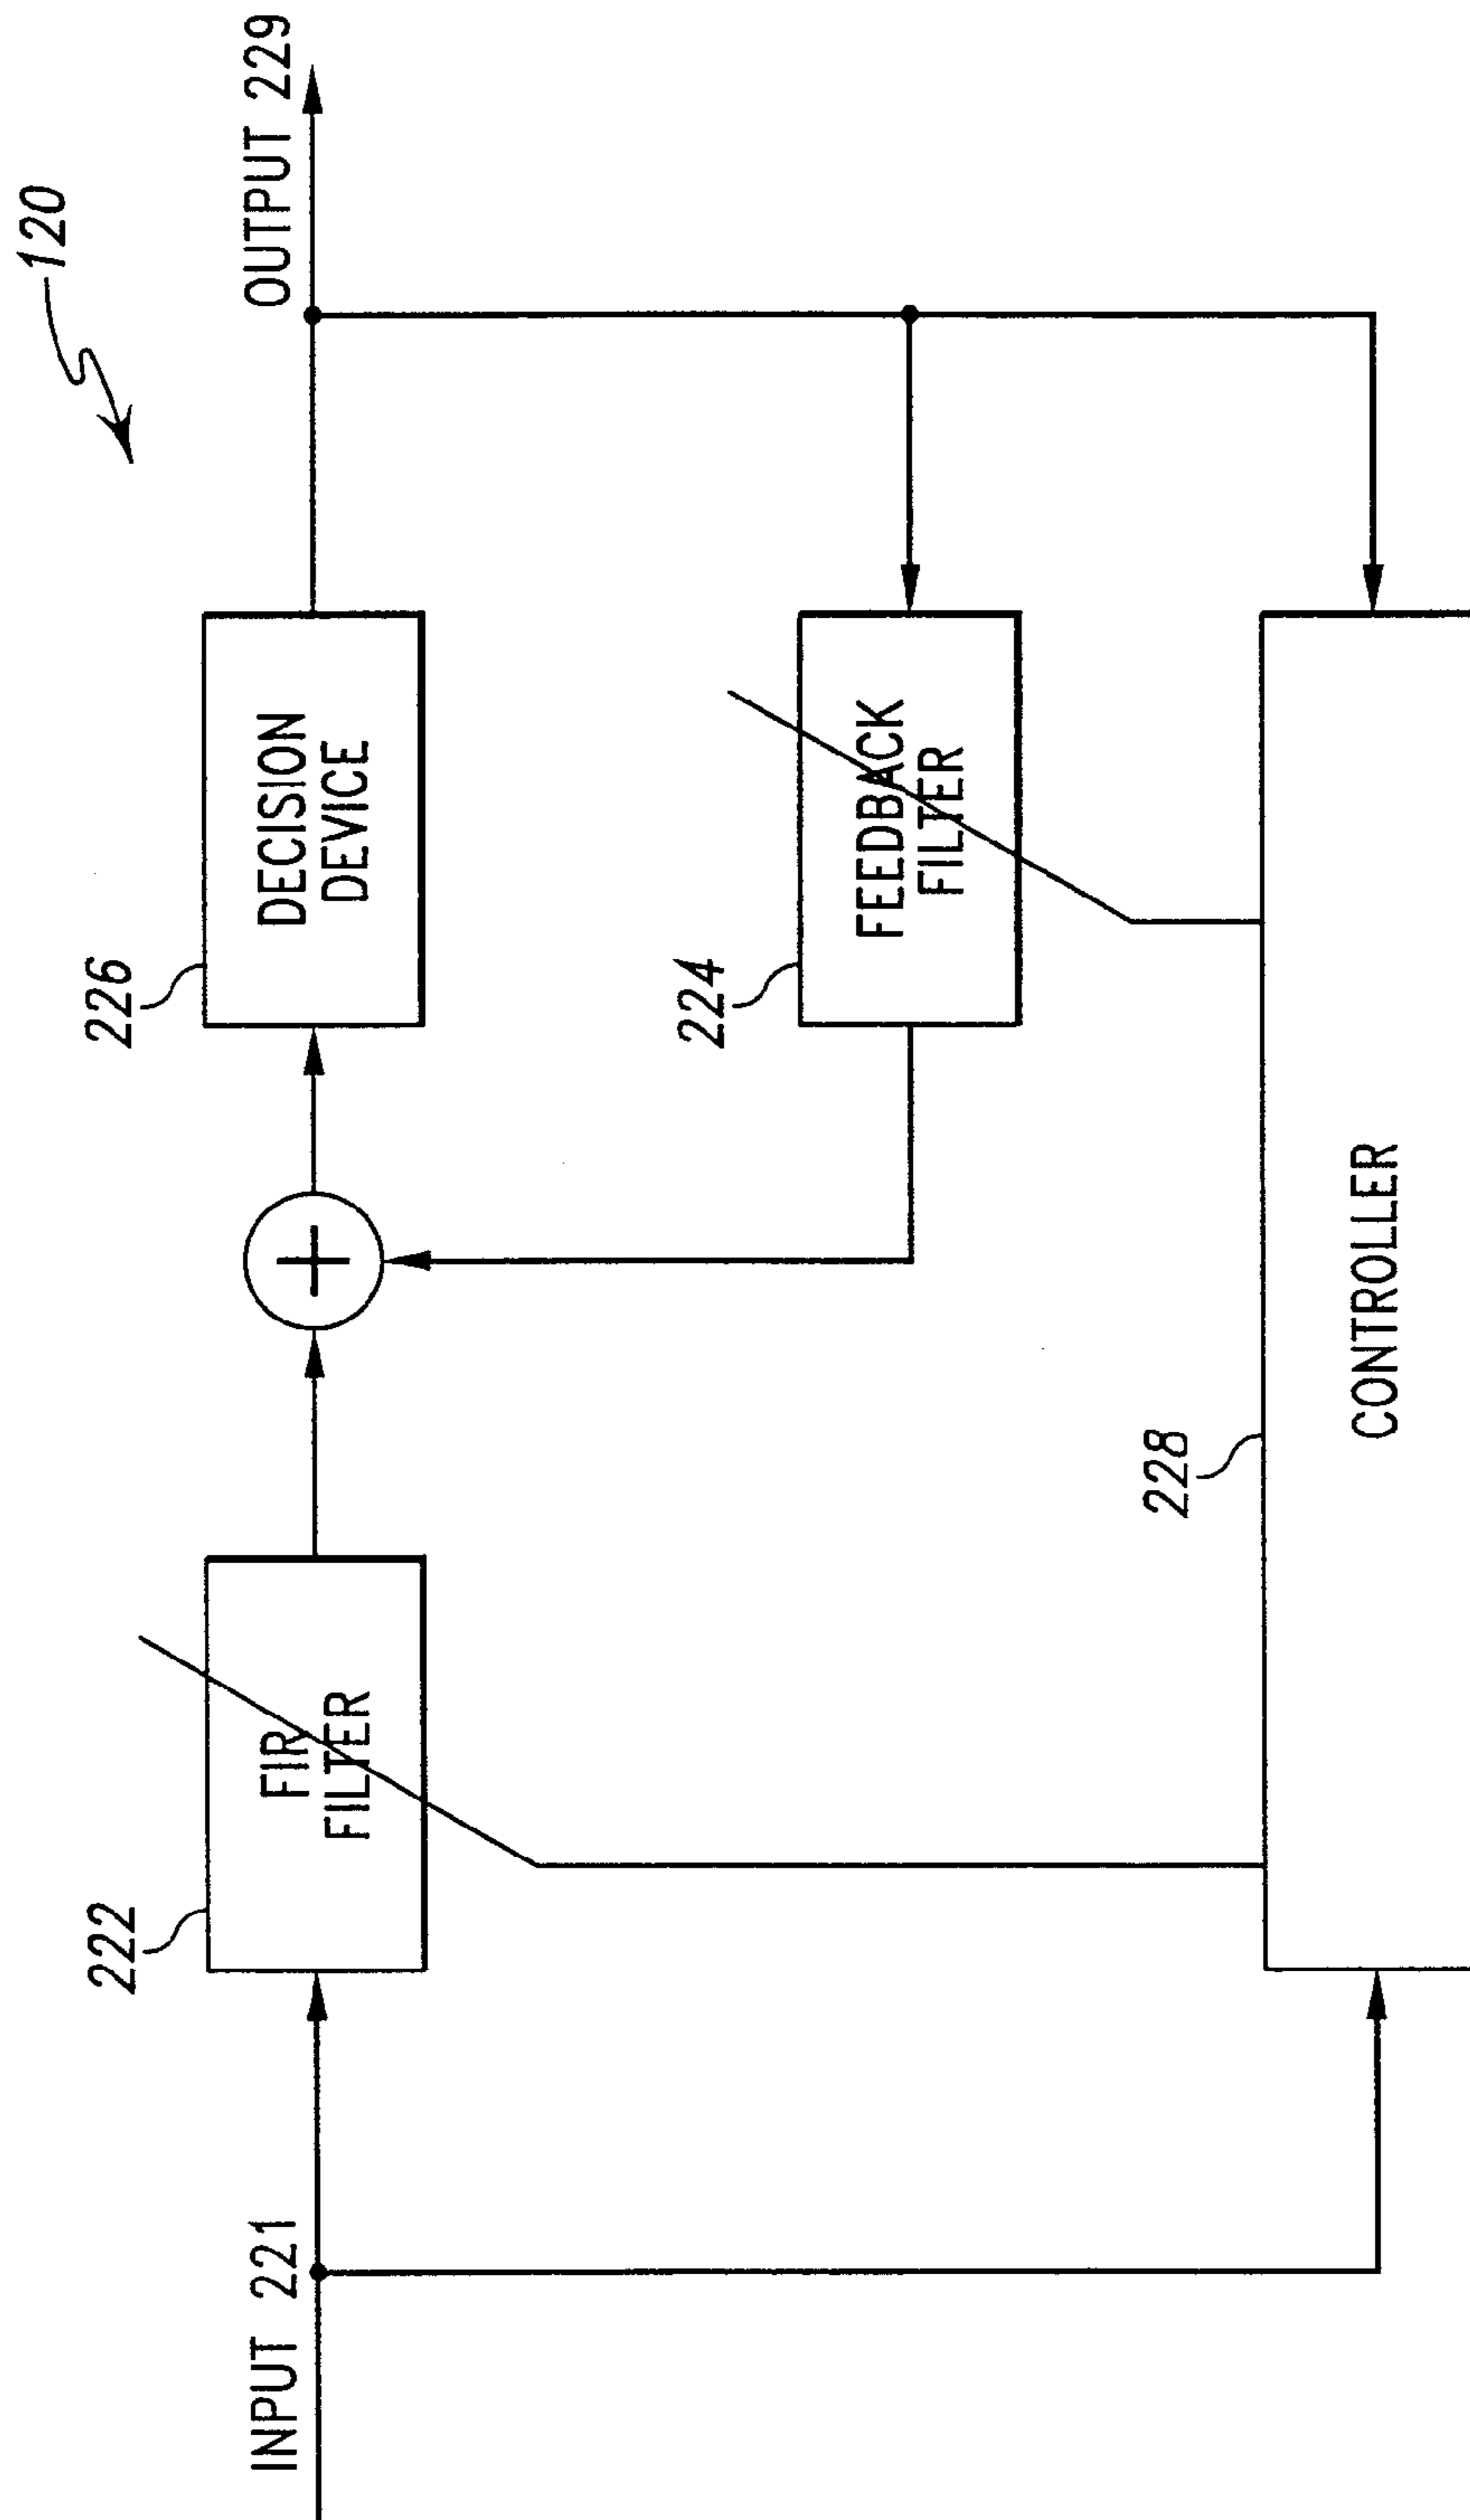 120
INPUT 221
OUTPUT 229
222
FIR
FILTER
226
DECISION
DEVICE
224
FEEDBACK
FILTER
228
CONTROLLER